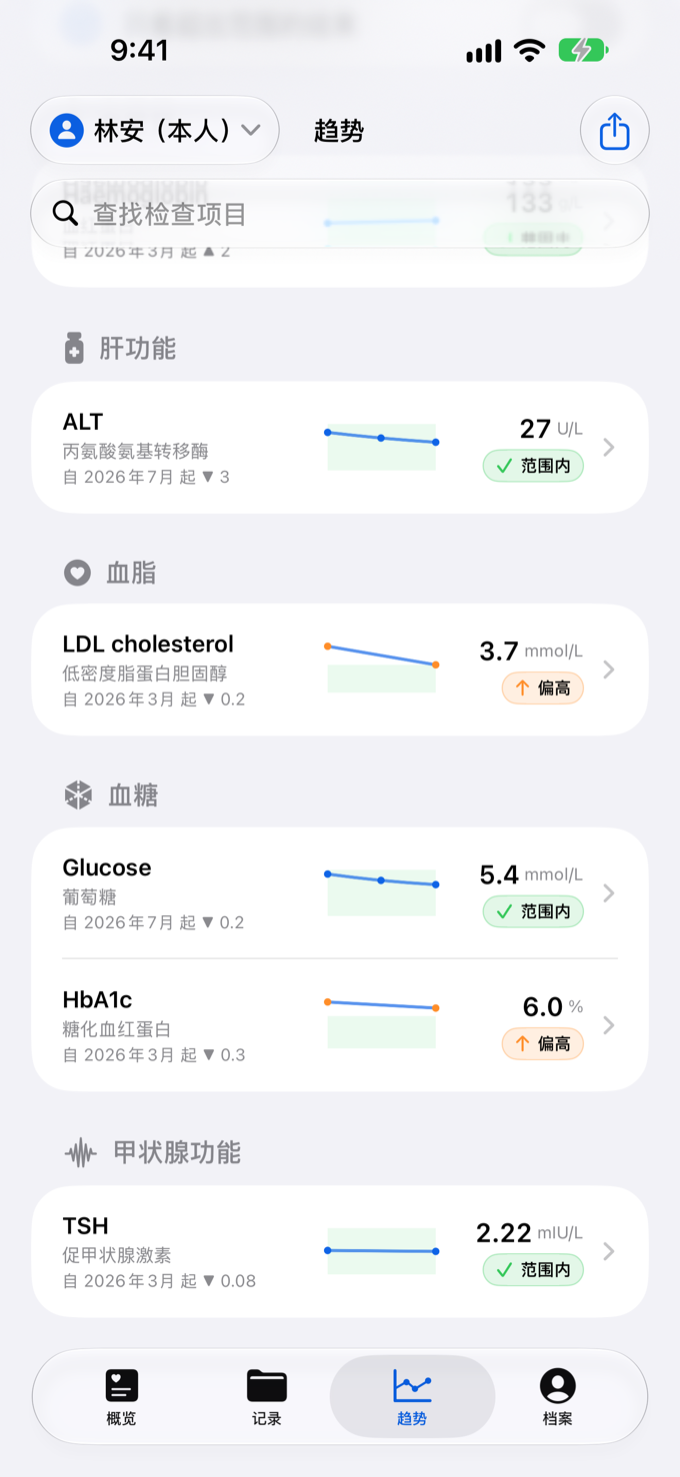 9:41
林安（本人）
趋势
查找检查项目
133
自 2026年3月 起 ▲ 2
肝功能
ALT
丙氨酸氨基转移酶
自 2026年7月 起 ▼ 3
27 U/L
范围内
血脂
LDL cholesterol
低密度脂蛋白胆固醇
自 2026年3月 起 ▼ 0.2
3.7 mmol/L
偏高
血糖
Glucose
葡萄糖
自 2026年7月 起 ▼ 0.2
5.4 mmol/L
范围内
HbA1c
糖化血红蛋白
自 2026年3月 起 ▼ 0.3
6.0 %
偏高
甲状腺功能
TSH
促甲状腺激素
自 2026年3月 起 ▼ 0.08
2.22 mIU/L
范围内
概览
记录
趋势
档案